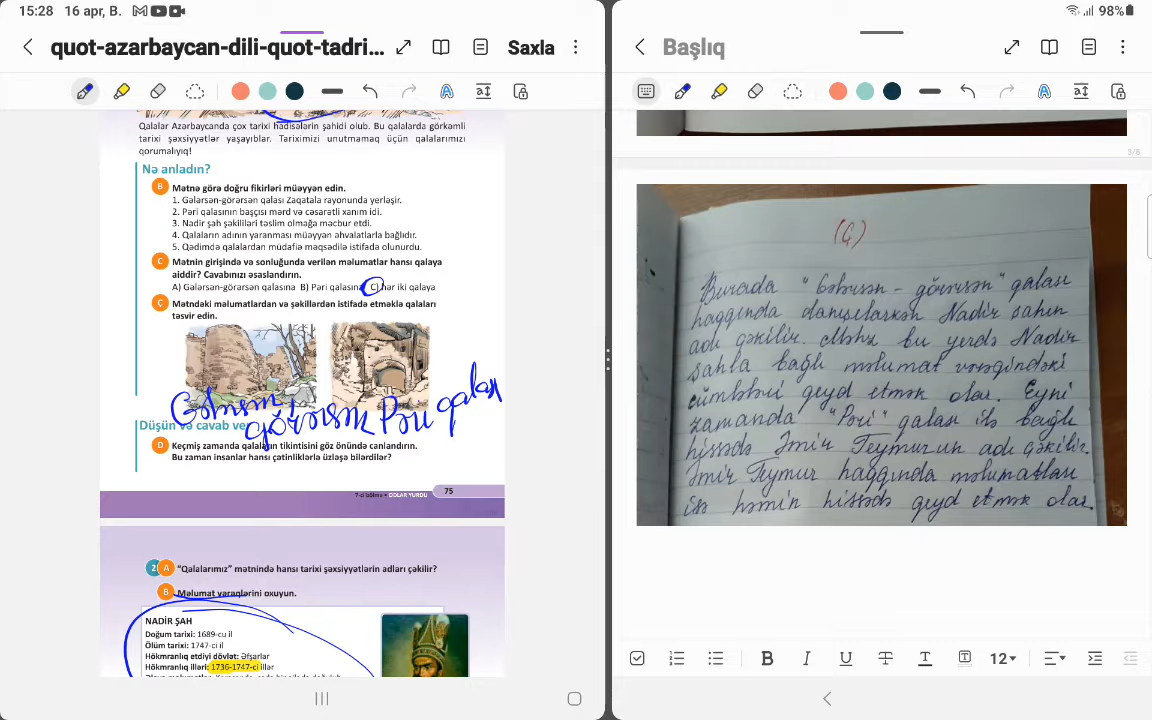 15:28 16 apr, B.
98%
quot-azarbaycan-dili-quot-tadri...
Saxla
Başlıq
Qalalar Azərbaycanda çox tarixi hadisələrin şahidi olub. Bu qalalarda görkəmli
tarixi şəxsiyyətlər yaşayıblar. Tariximizi unutmamaq üçün qalalarımızı
qorumalıyıq!
Nə anladın?
B Mətnə görə doğru fikirləri müəyyən edin.
1. Gələrsən-görərsən qalası Zaqatala rayonunda yerləşir.
2. Pəri qalasının başçısı mərd və cəsarətli xanım idi.
3. Nadir şah şəkililəri təslim olmağa məcbur etdi.
4. Qalaların adının yaranması müəyyən əhvalatlarla bağlıdır.
5. Qədimdə qalalardan müdafiə məqsədilə istifadə olunurdu.
C Mətnin girişində və sonluğunda verilən məlumatlar hansı qalaya
aiddir? Cavabınızı əsaslandırın.
A) Gələrsən-görərsən qalasına B) Pəri qalasına C) hər iki qalaya
Ç Mətndəki məlumatlardan və şəkillərdən istifadə etməklə qalaları
təsvir edin.
görərsən Pəri qalası
Düşün və cavab ver
D Keçmiş zamanda qalaların tikintisini göz önündə canlandırın.
Bu zaman insanlar hansı çətinliklərlə üzləşə bilərdilər?
7-ci bölmə • ODLAR YURDU 75
2 A "Qalalarımız" mətnində hansı tarixi şəxsiyyətlərin adları çəkilir?
B Məlumat vərəqlərini oxuyun.
NADİR ŞAH
Doğum tarixi: 1689-cu il
Ölüm tarixi: 1747-ci il
Hökmranlıq etdiyi dövlət: Əfşarlar
Hökmranlıq illəri: 1736-1747-ci illər
3/6
(Ç)
Burada "Gələrsən - görərsən" qalası
haqqında danışılarkən Nadir şahın
adı çəkilir. Məhz bu yerdə Nadir
şahla bağlı məlumat vərəqindəki
cümləni qeyd etmək olar. Eyni
zamanda "Pəri" qalası ilə bağlı
hissədə Əmir Teymurun adı çəkilir.
Əmir Teymur haqqında məlumatları
isə həmin hissədə qeyd etmək olar.
B I U T T 12